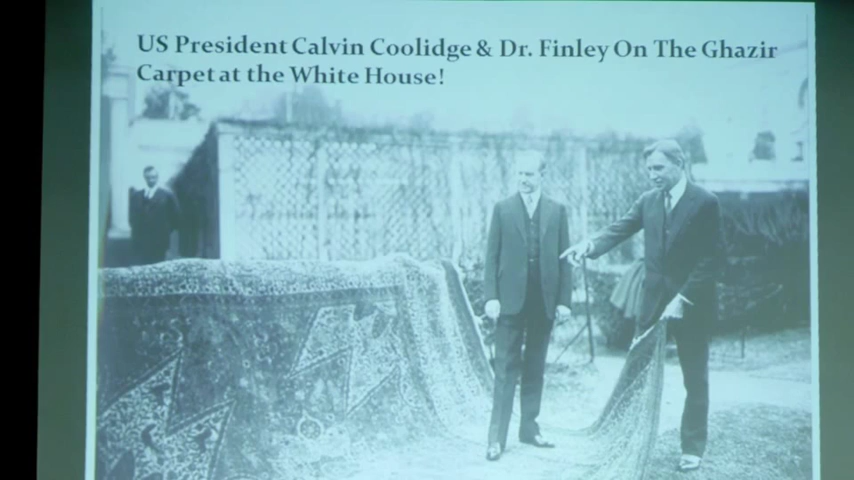 US President Calvin Coolidge & Dr. Finley On The Ghazir
Carpet at the White House!